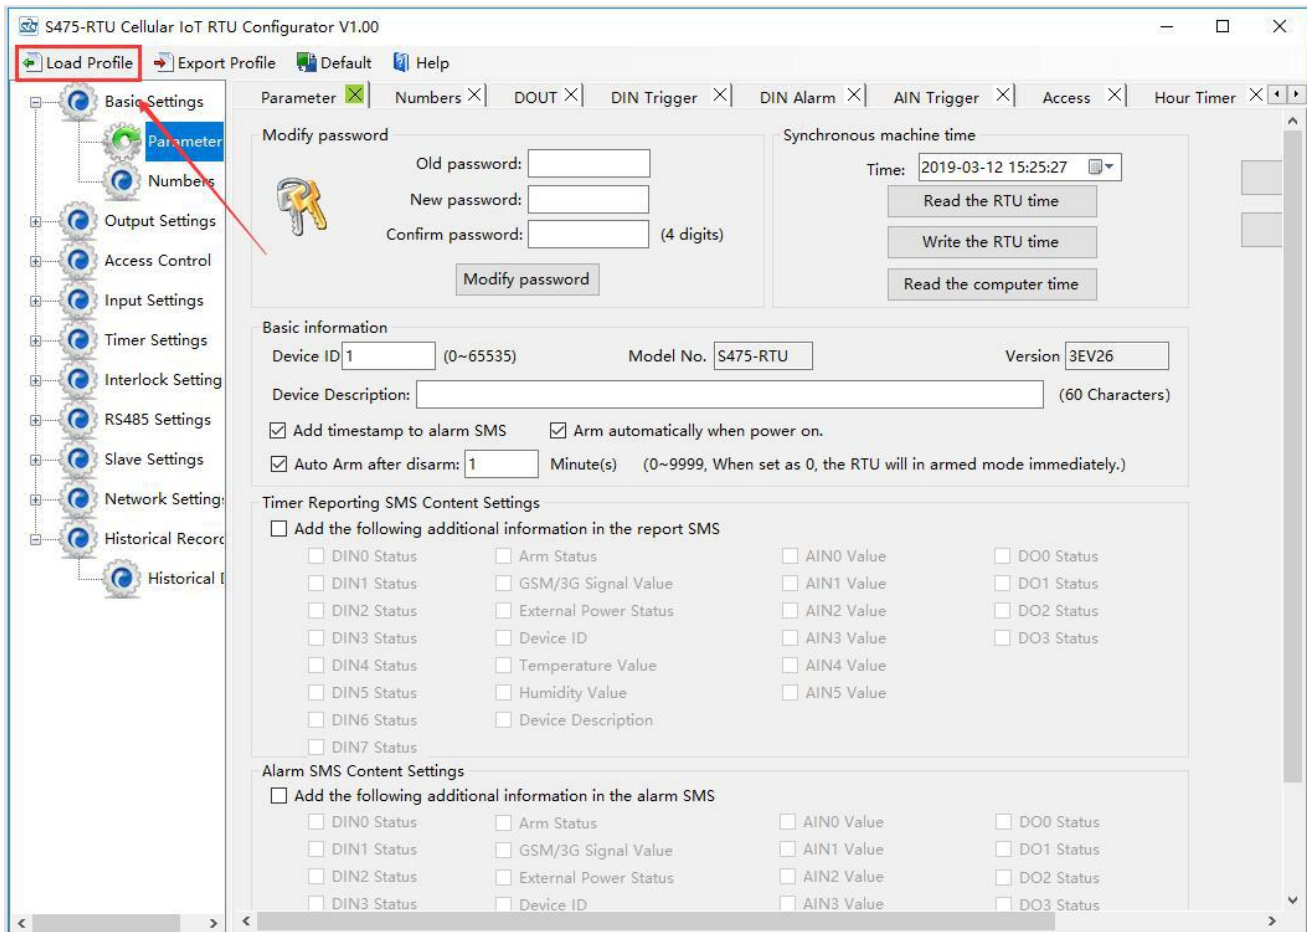 S475-RTU Cellular IoT RTU Configurator V1.00
Load Profile Export Profile Default Help
Basic Settings
Parameter
Numbers
Output Settings
Access Control
Input Settings
Timer Settings
Interlock Setting
RS485 Settings
Slave Settings
Network Setting
Historical Record
Historical
Parameter Numbers DOUT DIN Trigger DIN Alarm AIN Trigger Access Hour Timer
Modify password
Old password:
New password:
Confirm password: (4 digits)
Modify password
Synchronous machine time
Time: 2019-03-12 15:25:27
Read the RTU time
Write the RTU time
Read the computer time
Basic information
Device ID 1 (0~65535) Model No. S475-RTU Version 3EV26
Device Description: (60 Characters)
Add timestamp to alarm SMS Arm automatically when power on.
Auto Arm after disarm: 1 Minute(s) (0~9999, When set as 0, the RTU will in armed mode immediately.)
Timer Reporting SMS Content Settings
Add the following additional information in the report SMS
DIN0 Status Arm Status AIN0 Value DO0 Status
DIN1 Status GSM/3G Signal Value AIN1 Value DO1 Status
DIN2 Status External Power Status AIN2 Value DO2 Status
DIN3 Status Device ID AIN3 Value DO3 Status
DIN4 Status Temperature Value AIN4 Value
DIN5 Status Humidity Value AIN5 Value
DIN6 Status Device Description
DIN7 Status
Alarm SMS Content Settings
Add the following additional information in the alarm SMS
DIN0 Status Arm Status AIN0 Value DO0 Status
DIN1 Status GSM/3G Signal Value AIN1 Value DO1 Status
DIN2 Status External Power Status AIN2 Value DO2 Status
DIN3 Status Device ID AIN3 Value DO3 Status